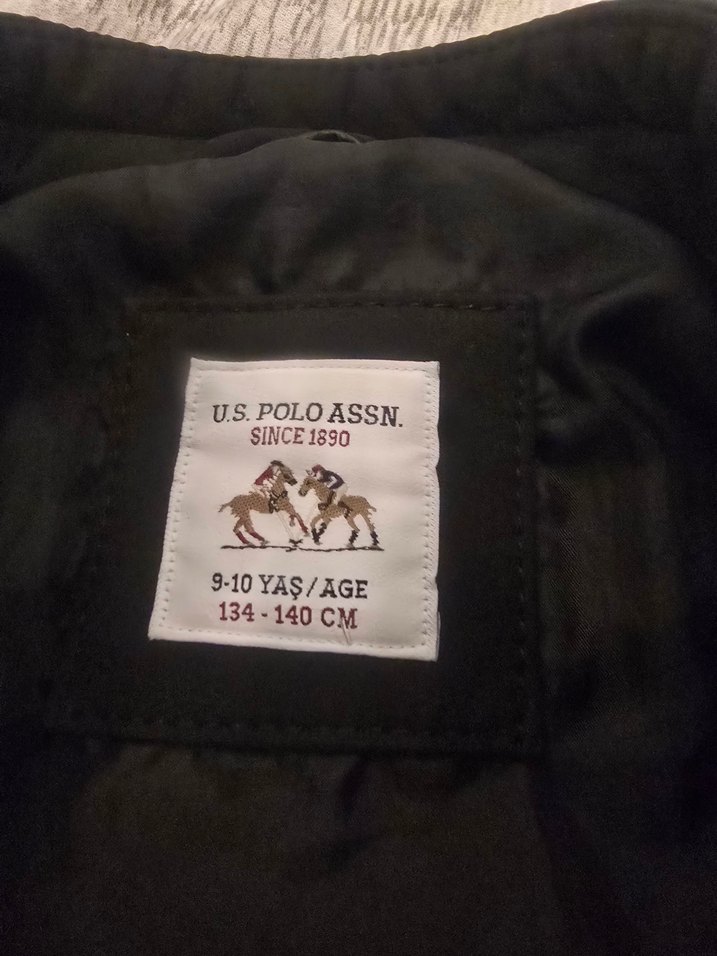 U.S. POLO ASSN.
SINCE 1890
9-10 YAŞ/AGE
134 - 140 CM